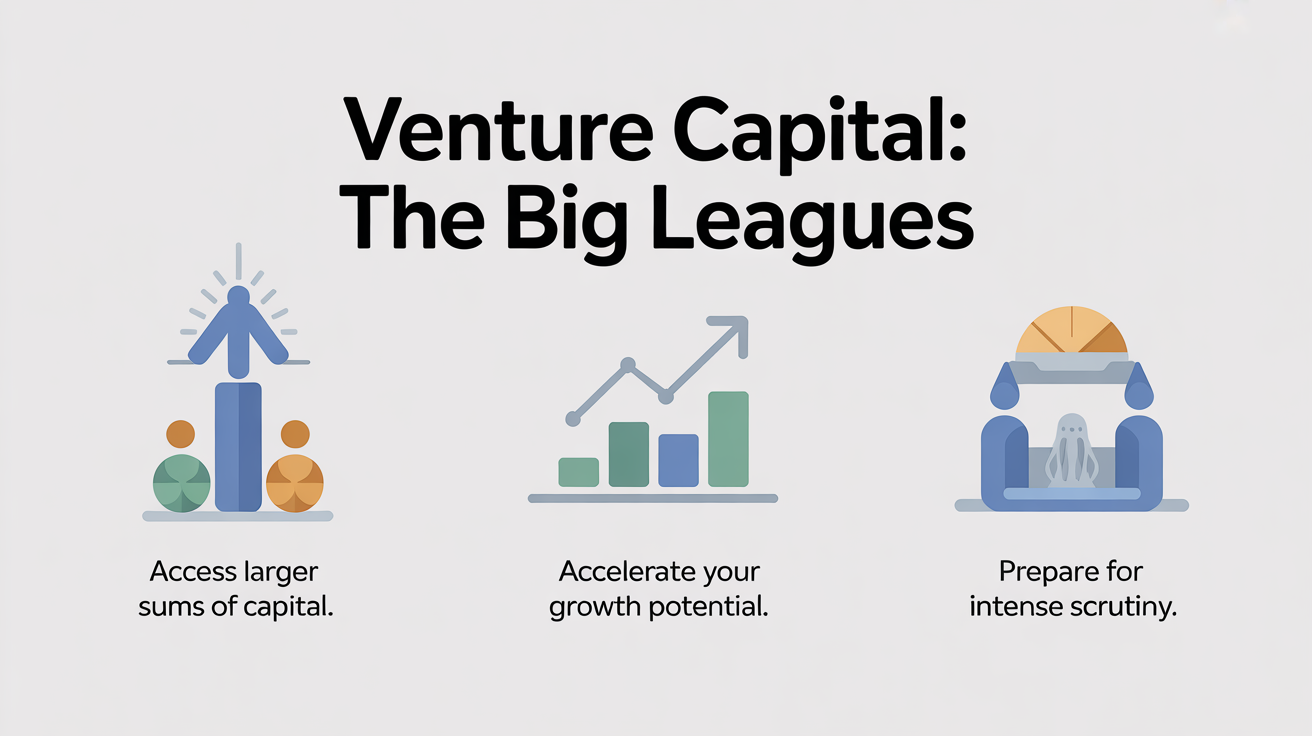 Venture Capital:
The Big Leagues
Access larger
sums of capital.
Accelerate your
growth potential.
Prepare for
intense scrutiny.